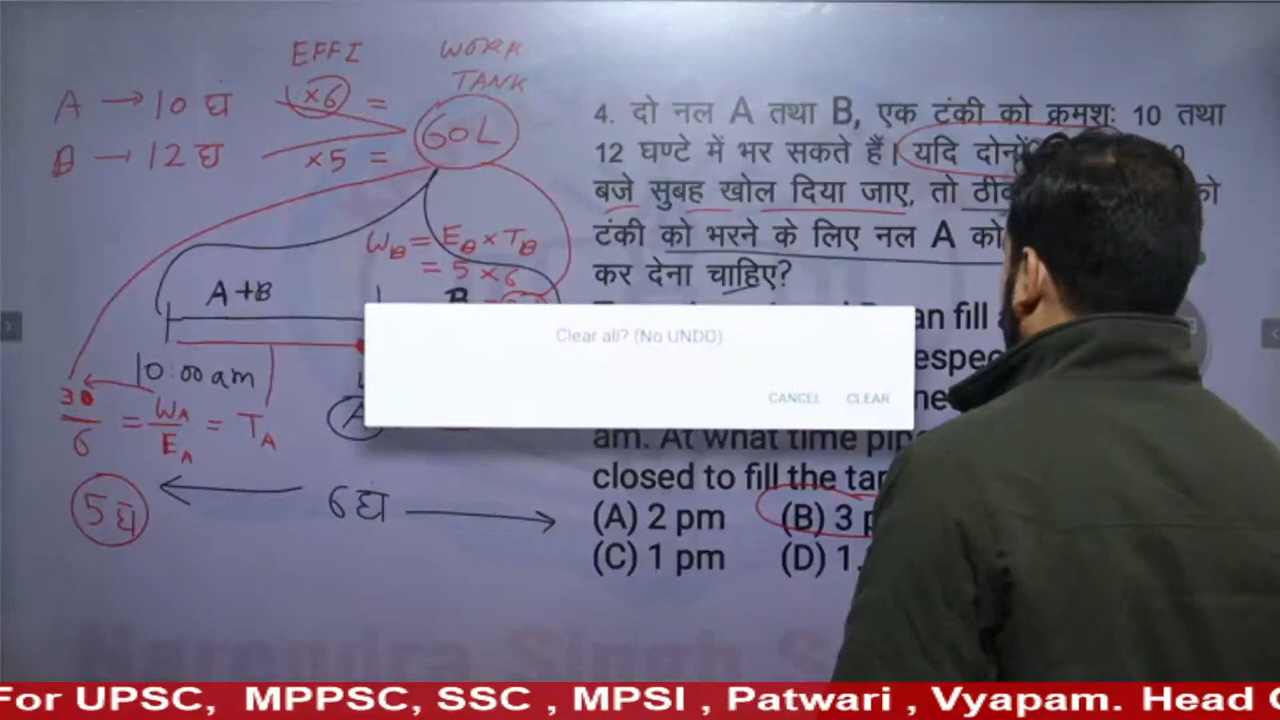 EFFI
WORK
TANK
A → 10 घ
1×6 =
60L
B → 12 घ
×5 =
W_B = E_B × T_B
= 5 × 6
A+B
B
10:00 am
30/6 = W_A/E_A = T_A
A
5 घं
6 घं
4. दो नल A तथा B, एक टंकी को क्रमशः 10 तथा
12 घण्टे में भर सकते हैं। यदि दोनों
बजे सुबह खोल दिया जाए, तो को
टंकी को भरने के लिए नल A को
कर देना चाहिए?
an fill
am. At what time
closed to fill the
(A) 2 pm (B) 3
(C) 1 pm (D) 1.
Clear all? (No UNDO)
CANCEL CLEAR
Narendra Singh S
For UPSC, MPPSC, SSC , MPSI , Patwari , Vyapam. Head